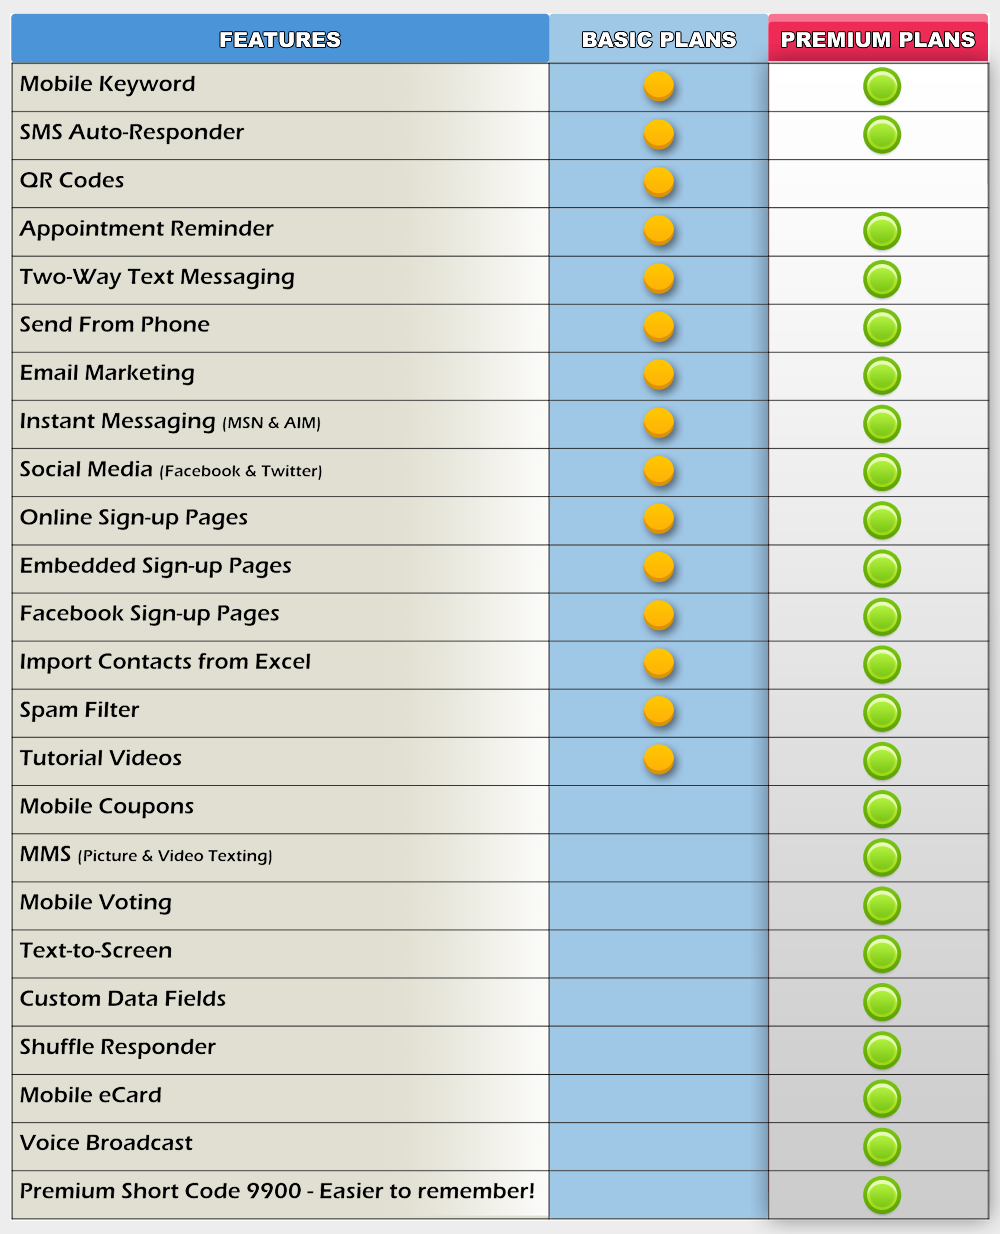 FEATURES BASIC PLANS PREMIUM PLANS
Mobile Keyword
SMS Auto-Responder
QR Codes
Appointment Reminder
Two-Way Text Messaging
Send From Phone
Email Marketing
Instant Messaging (MSN & AIM)
Social Media (Facebook & Twitter)
Online Sign-up Pages
Embedded Sign-up Pages
Facebook Sign-up Pages
Import Contacts from Excel
Spam Filter
Tutorial Videos
Mobile Coupons
MMS (Picture & Video Texting)
Mobile Voting
Text-to-Screen
Custom Data Fields
Shuffle Responder
Mobile eCard
Voice Broadcast
Premium Short Code 9900 - Easier to remember!